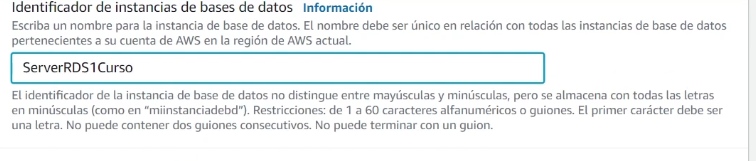 Identificador de instancias de bases de datos Información
Escriba un nombre para la instancia de base de datos. El nombre debe ser único en relación con todas las instancias de base de datos
pertenecientes a su cuenta de AWS en la región de AWS actual.
ServerRDS1Curso
El identificador de la instancia de base de datos no distingue entre mayúsculas y minúsculas, pero se almacena con todas las letras
en minúsculas (como en “miinstanciadebd”). Restricciones: de 1 a 60 caracteres alfanuméricos o guiones. El primer carácter debe ser
una letra. No puede contener dos guiones consecutivos. No puede terminar con un guion.